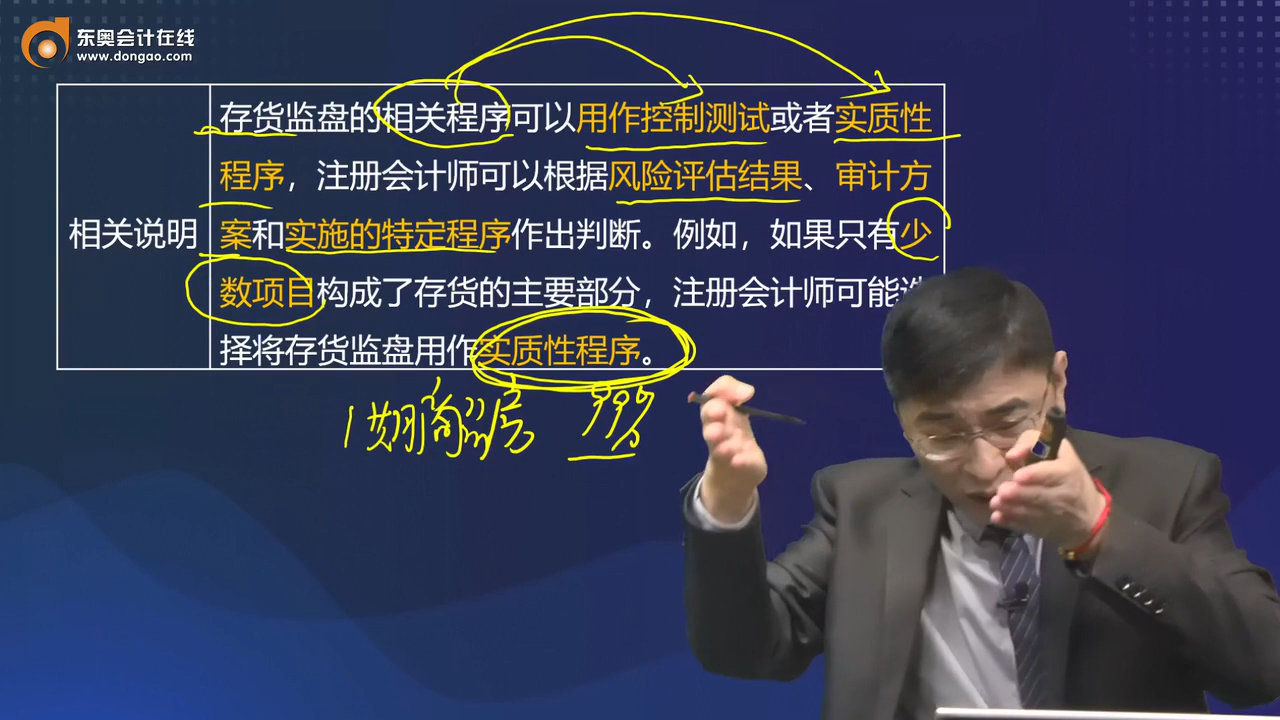 东奥会计在线
www.dongao.com
存货监盘的相关程序可以用作控制测试或者实质性
程序，注册会计师可以根据风险评估结果、审计方
相关说明
案和实施的特定程序作出判断。例如，如果只有少
数项目构成了存货的主要部分，注册会计师可能选
择将存货监盘用作实质性程序。